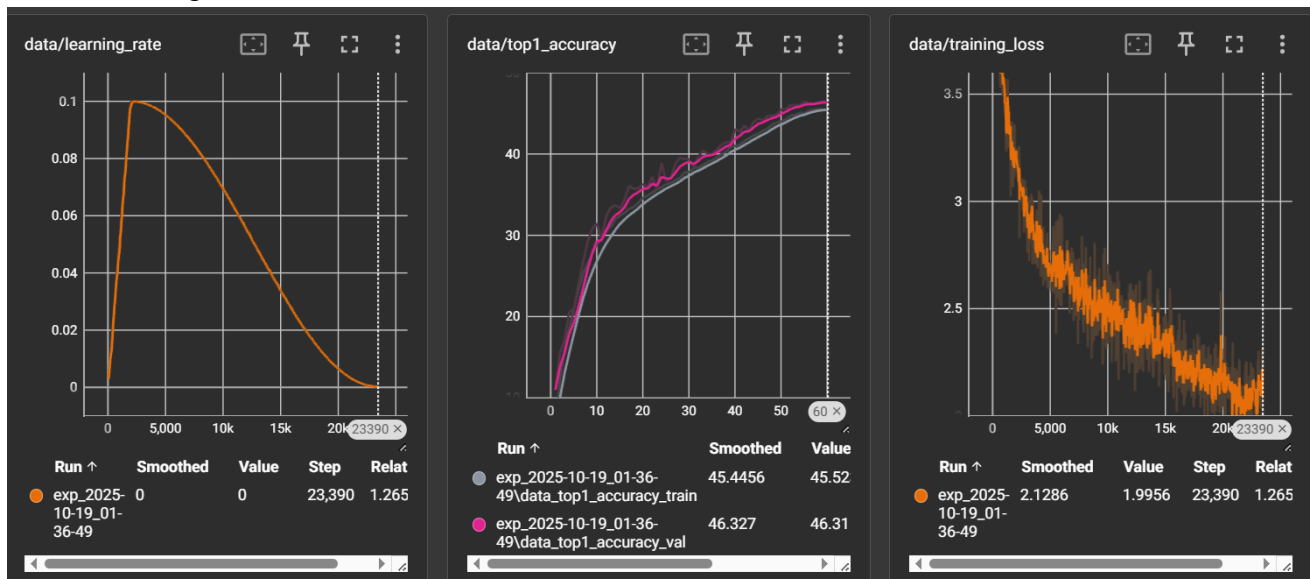 data/learning_rate
0.1
0.08
0.06
0.04
0.02
0
0 5,000 10k 15k 20k 23390 ×
Run ↑ Smoothed Value Step Relat
exp_2025- 0 0 23,390 1.265
10-19_01-
36-49
data/top1_accuracy
40
30
20
10
0 10 20 30 40 50 60 ×
Run ↑ Smoothed Value
exp_2025-10-19_01-36- 45.4456 45.52
49\data_top1_accuracy_train
exp_2025-10-19_01-36- 46.327 46.31
49\data_top1_accuracy_val
data/training_loss
3.5
3
2.5
0 5,000 10k 15k 20k 23390 ×
Run ↑ Smoothed Value Step Relat
exp_2025- 2.1286 1.9956 23,390 1.265
10-19_01-
36-49